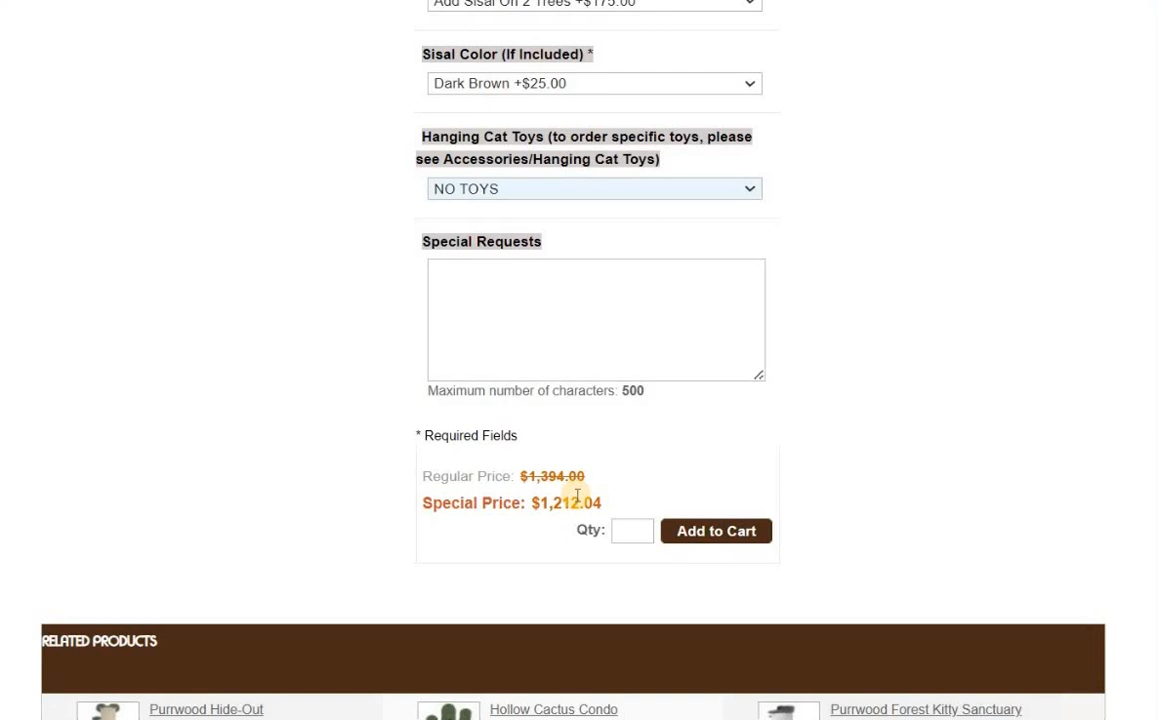 Add Sisal On 2 Trees +$175.00
Sisal Color (If Included) *
Dark Brown +$25.00
Hanging Cat Toys (to order specific toys, please
see Accessories/Hanging Cat Toys)
NO TOYS
Special Requests
Maximum number of characters: 500
* Required Fields
Regular Price: $1,394.00
Special Price: $1,212.04
Qty: Add to Cart
RELATED PRODUCTS
Purrwood Hide-Out
Hollow Cactus Condo
Purrwood Forest Kitty Sanctuary